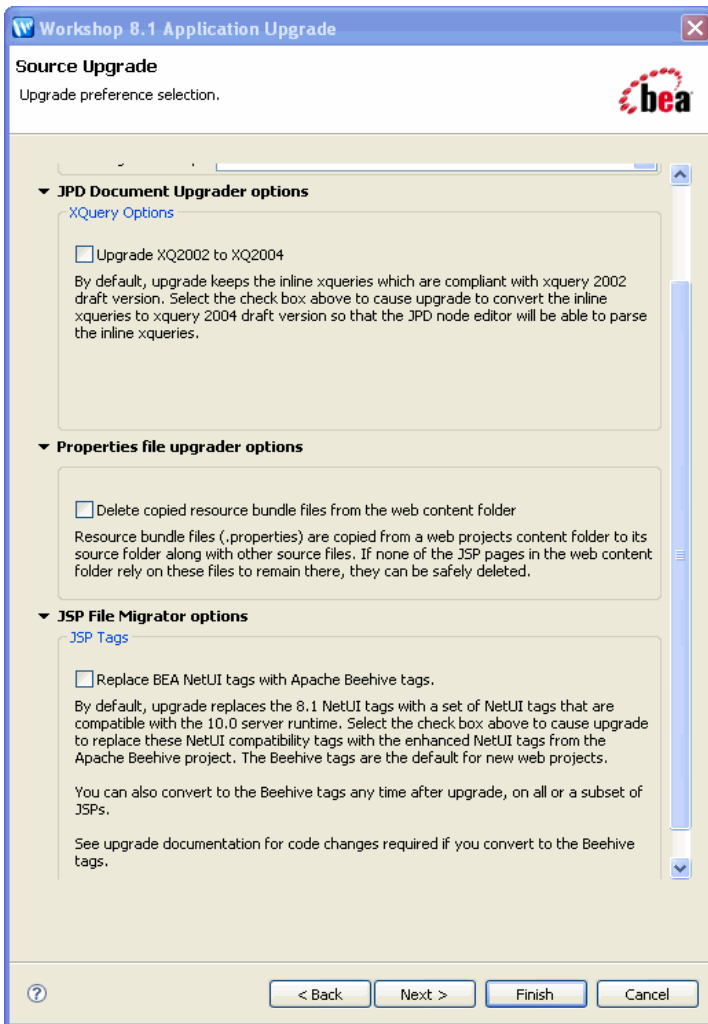 Workshop 8.1 Application Upgrade
Source Upgrade
Upgrade preference selection.
bea
JPD Document Upgrader options
XQuery Options
Upgrade XQ2002 to XQ2004
By default, upgrade keeps the inline xqueries which are compliant with xquery 2002
draft version. Select the check box above to cause upgrade to convert the inline
xqueries to xquery 2004 draft version so that the JPD node editor will be able to parse
the inline xqueries.
Properties file upgrader options
Delete copied resource bundle files from the web content folder
Resource bundle files (.properties) are copied from a web projects content folder to its
source folder along with other source files. If none of the JSP pages in the web content
folder rely on these files to remain there, they can be safely deleted.
JSP File Migrator options
JSP Tags
Replace BEA NetUI tags with Apache Beehive tags.
By default, upgrade replaces the 8.1 NetUI tags with a set of NetUI tags that are
compatible with the 10.0 server runtime. Select the check box above to cause upgrade
to replace these NetUI compatibility tags with the enhanced NetUI tags from the
Apache Beehive project. The Beehive tags are the default for new web projects.
You can also convert to the Beehive tags any time after upgrade, on all or a subset of
JSPs.
See upgrade documentation for code changes required if you convert to the Beehive
tags.
? < Back Next > Finish Cancel